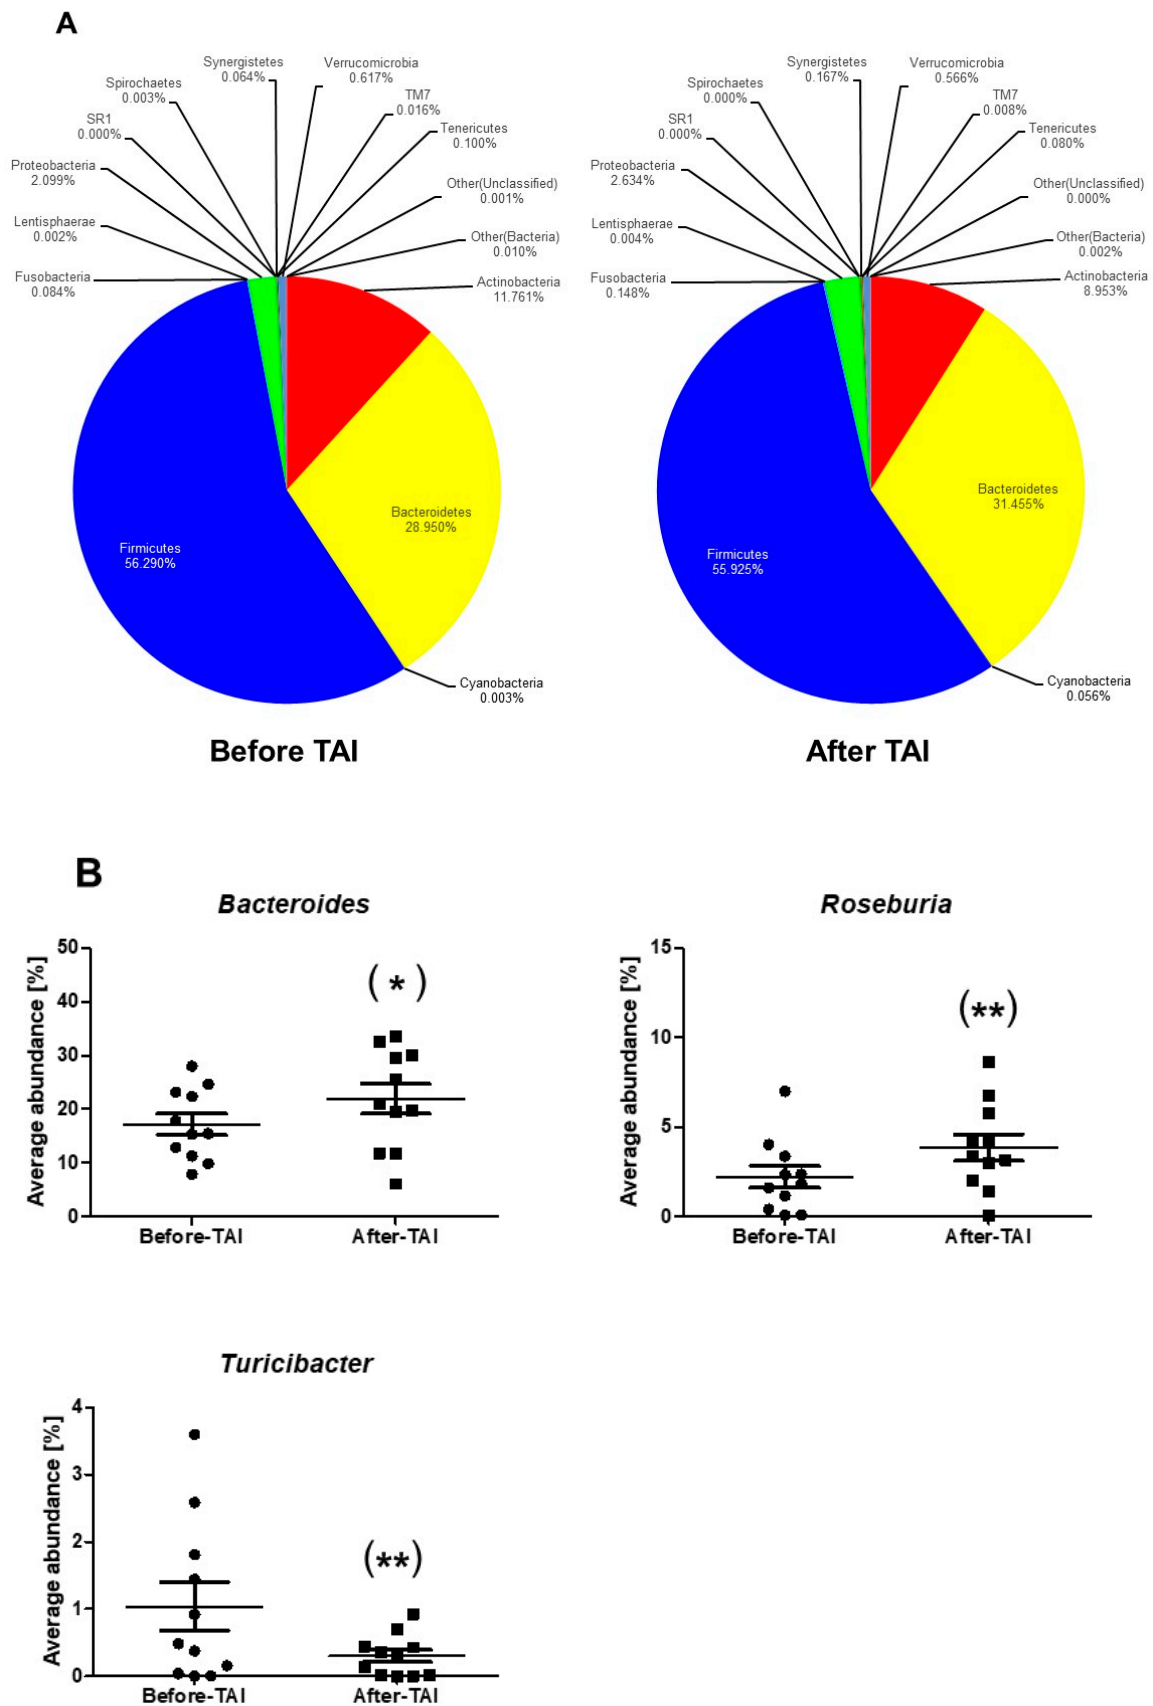 A
Synergistetes
0.064%
Verrucomicrobia
0.617%
Spirochaetes
0.003%
TM7
0.016%
SR1
0.000%
Tenericutes
0.100%
Proteobacteria
2.099%
Other(Unclassified)
0.001%
Lentisphaerae
0.002%
Other(Bacteria)
0.010%
Fusobacteria
0.084%
Actinobacteria
11.761%
Bacteroidetes
28.950%
Firmicutes
56.290%
Cyanobacteria
0.003%
Before TAI
Synergistetes
0.167%
Verrucomicrobia
0.566%
Spirochaetes
0.000%
TM7
0.008%
SR1
0.000%
Tenericutes
0.080%
Proteobacteria
2.634%
Other(Unclassified)
0.000%
Lentisphaerae
0.004%
Other(Bacteria)
0.002%
Fusobacteria
0.148%
Actinobacteria
8.953%
Bacteroidetes
31.455%
Firmicutes
55.925%
Cyanobacteria
0.056%
After TAI
B
Bacteroides
Average abundance [%]
50
40
30
20
10
0
(*)
Before-TAI
After-TAI
Roseburia
Average abundance [%]
15
10
5
0
(**)
Before-TAI
After-TAI
Turicibacter
Average abundance [%]
4
3
2
1
0
(**)
Before-TAI
After-TAI